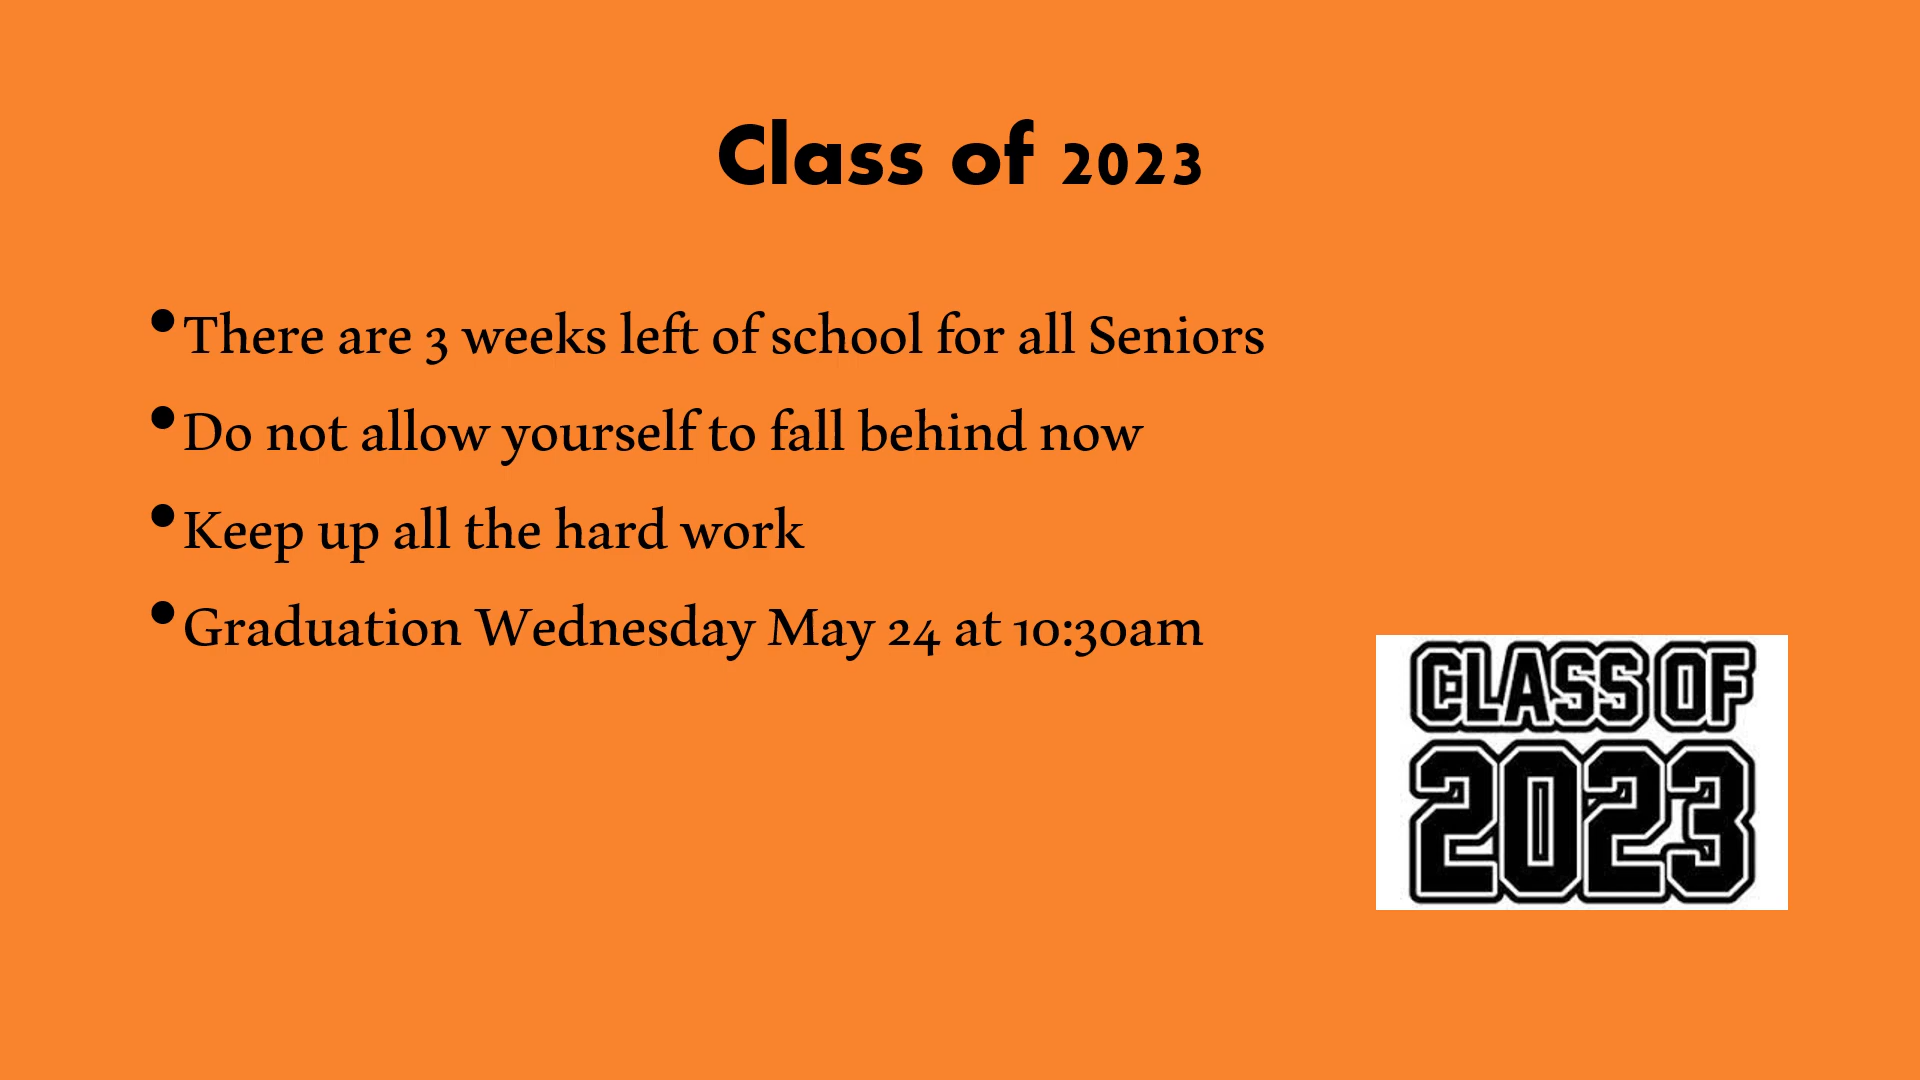 Class of 2023
•There are 3 weeks left of school for all Seniors
•Do not allow yourself to fall behind now
•Keep up all the hard work
•Graduation Wednesday May 24 at 10:30am
CLASS OF
2023